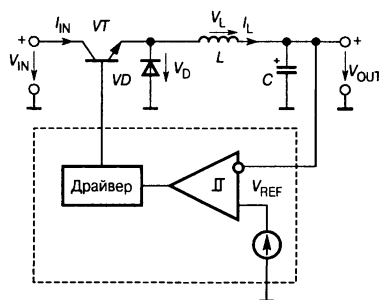 + I_IN VT V_L I_L +
V_IN VD V_D L C + V_OUT
Драйвер V_REF